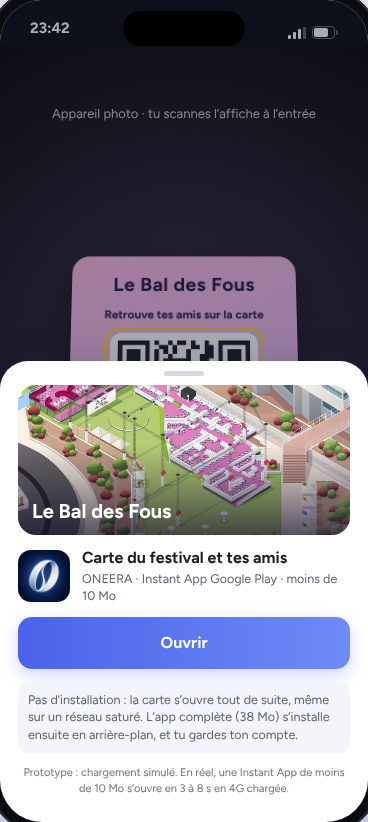 23:42
Appareil photo · tu scannes l’affiche à l’entrée
Le Bal des Fous
Retrouve tes amis sur la carte
Le Bal des Fous
Carte du festival et tes amis
ONEERA · Instant App Google Play · moins de
10 Mo
Ouvrir
Pas d’installation : la carte s’ouvre tout de suite, même
sur un réseau saturé. L’app complète (38 Mo) s’installe
ensuite en arrière-plan, et tu gardes ton compte.
Prototype : chargement simulé. En réel, une Instant App de moins
de 10 Mo s’ouvre en 3 à 8 s en 4G chargée.